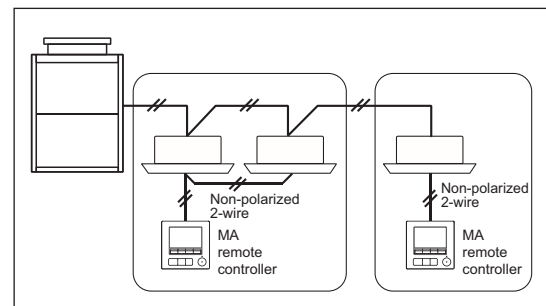 Non-polarized
2-wire
MA
remote
controller
Non-polarized
2-wire
MA
remote
controller